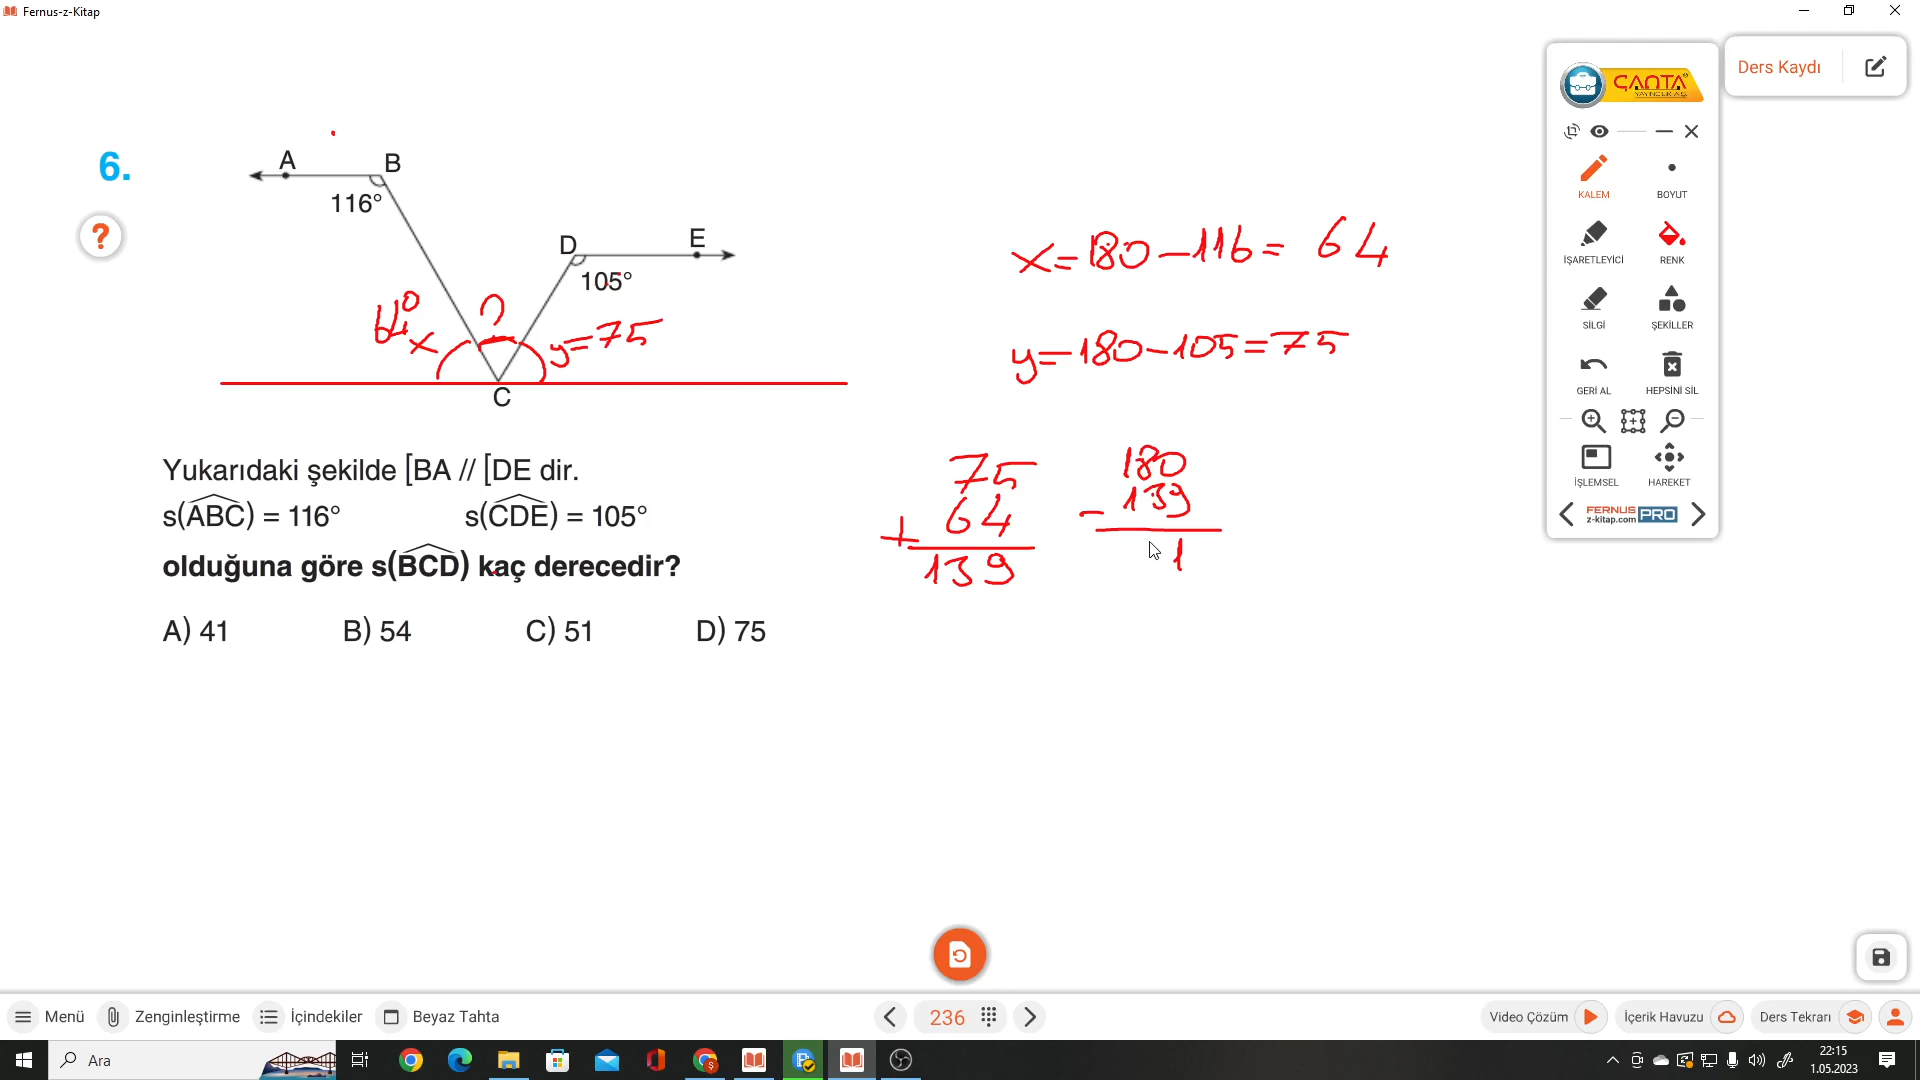 Fernus-z-Kitap
Ders Kaydı
ÇANTA
YAYINCILIK A.Ş.
KALEM
BOYUT
İŞARETLEYİCİ
RENK
SİLGİ
ŞEKİLLER
GERİ AL
HEPSİNİ SİL
İŞLEMSEL
HAREKET
FERNUS
z-kitap.com PRO
6.
?
A
B
116°
D
E
105°
64°
x
?
y=75
C
x=180-116= 64
y=180-105=75
Yukarıdaki şekilde [BA // [DE dir.
s(ABC) = 116° s(CDE) = 105°
olduğuna göre s(BCD) kaç derecedir?
A) 41 B) 54 C) 51 D) 75
75
+ 64
139
180
- 139
1
Menü
Zenginleştirme
İçindekiler
Beyaz Tahta
236
Video Çözüm
İçerik Havuzu
Ders Tekrarı
Ara
22:15
1.05.2023